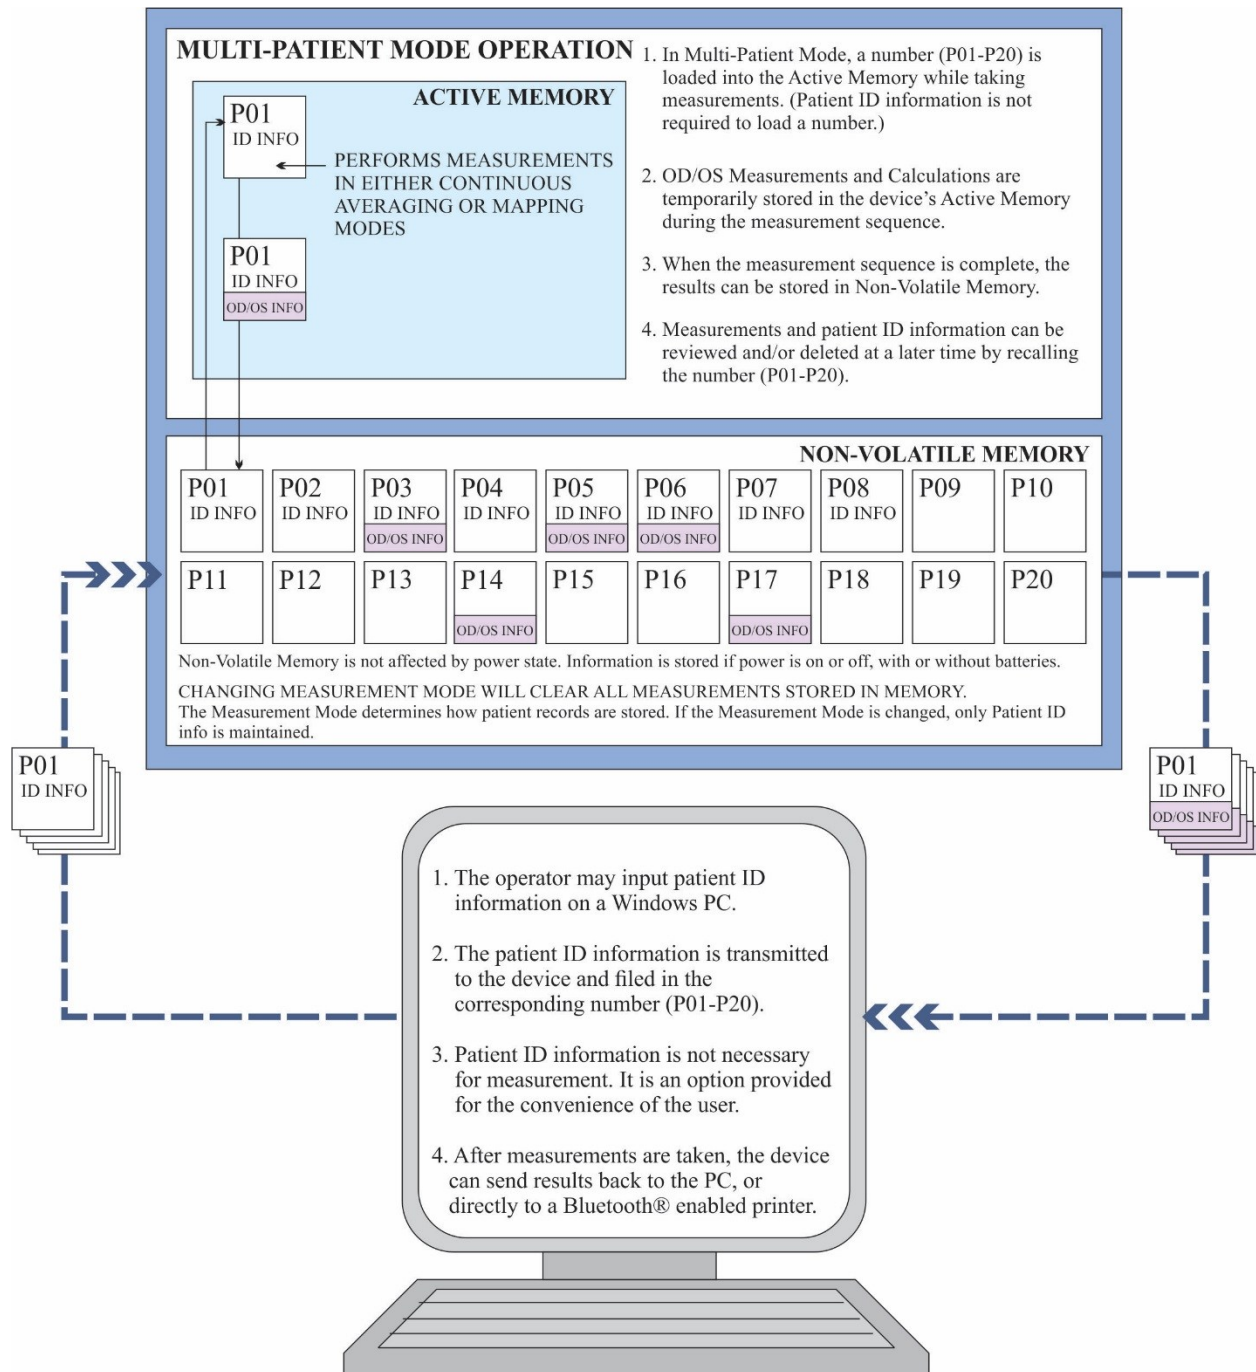 MULTI-PATIENT MODE OPERATION
ACTIVE MEMORY
P01
ID INFO
PERFORMS MEASUREMENTS
IN EITHER CONTINUOUS
AVERAGING OR MAPPING
MODES
P01
ID INFO
OD/OS INFO
1. In Multi-Patient Mode, a number (P01-P20) is
loaded into the Active Memory while taking
measurements. (Patient ID information is not
required to load a number.)
2. OD/OS Measurements and Calculations are
temporarily stored in the device’s Active Memory
during the measurement sequence.
3. When the measurement sequence is complete, the
results can be stored in Non-Volatile Memory.
4. Measurements and patient ID information can be
reviewed and/or deleted at a later time by recalling
the number (P01-P20).
NON-VOLATILE MEMORY
P01 P02 P03 P04 P05 P06 P07 P08 P09 P10
ID INFO ID INFO ID INFO ID INFO ID INFO ID INFO ID INFO ID INFO
OD/OS INFO OD/OS INFO OD/OS INFO
P11 P12 P13 P14 P15 P16 P17 P18 P19 P20
OD/OS INFO OD/OS INFO
Non-Volatile Memory is not affected by power state. Information is stored if power is on or off, with or without batteries.
CHANGING MEASUREMENT MODE WILL CLEAR ALL MEASUREMENTS STORED IN MEMORY.
The Measurement Mode determines how patient records are stored. If the Measurement Mode is changed, only Patient ID
info is maintained.
P01
ID INFO
P01
ID INFO
OD/OS INFO
1. The operator may input patient ID
information on a Windows PC.
2. The patient ID information is transmitted
to the device and filed in the
corresponding number (P01-P20).
3. Patient ID information is not necessary
for measurement. It is an option provided
for the convenience of the user.
4. After measurements are taken, the device
can send results back to the PC, or
directly to a Bluetooth® enabled printer.